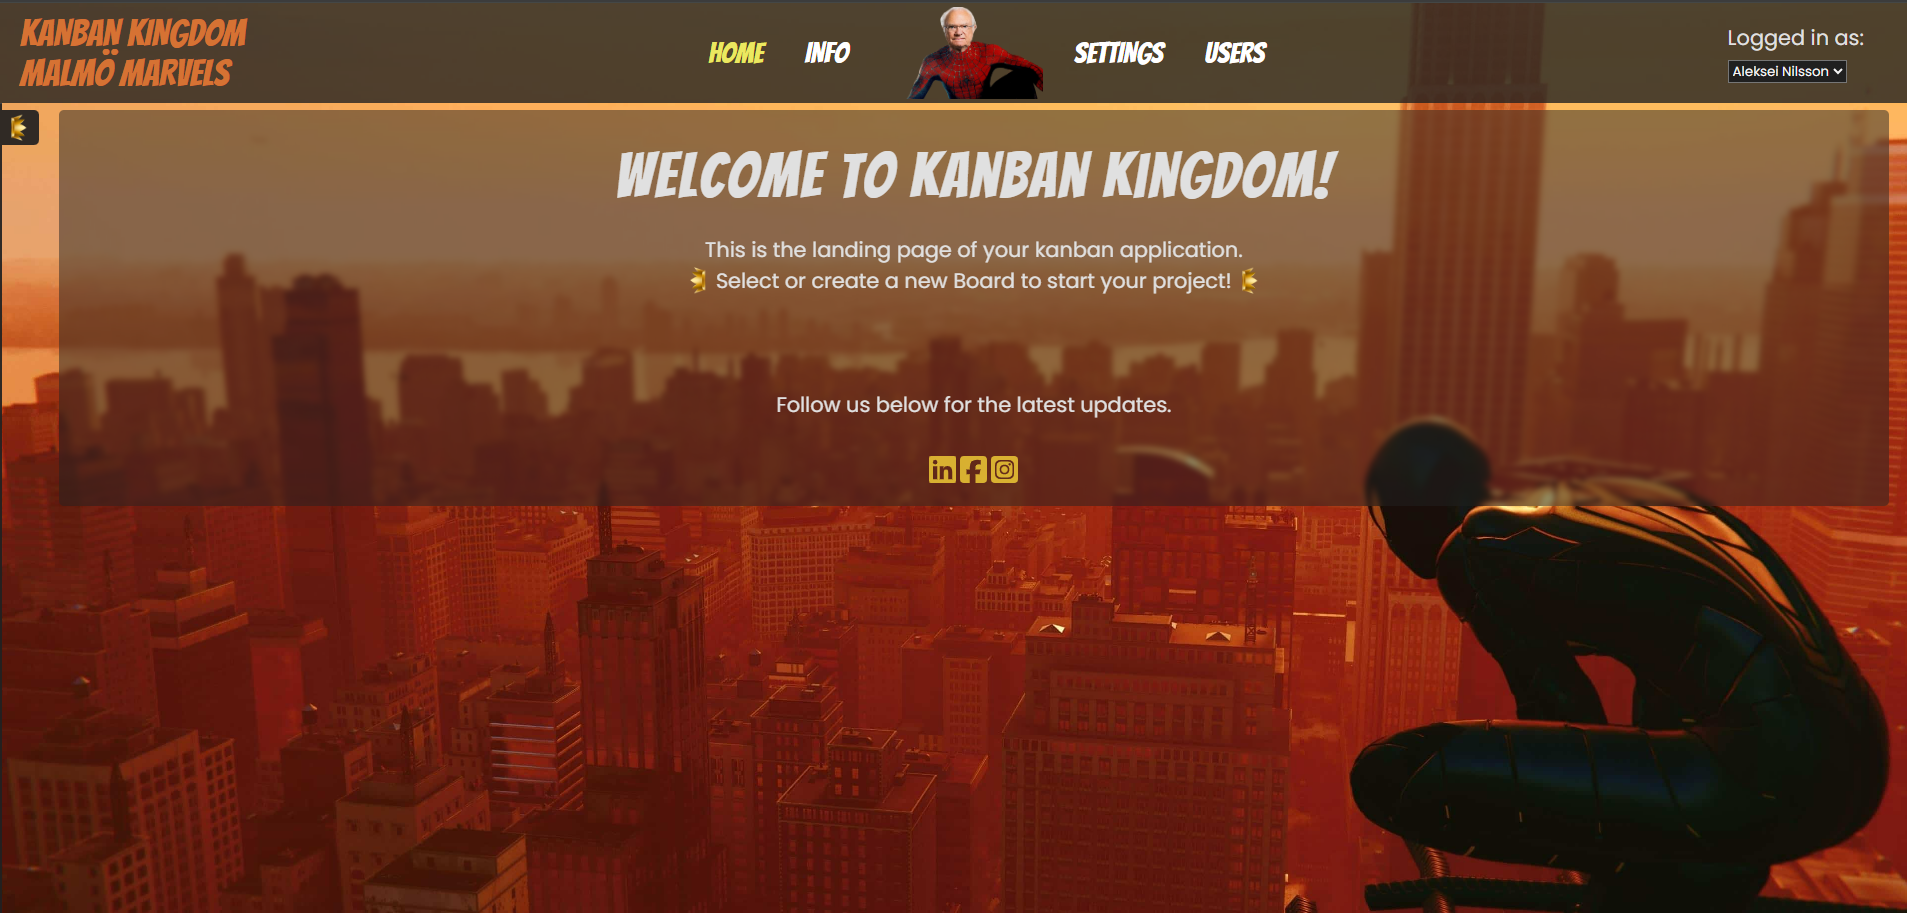 KANBAN KINGDOM
MALMÖ MARVELS
HOME
INFO
SETTINGS
USERS
Logged in as:
Aleksei Nilsson
WELCOME TO KANBAN KINGDOM!
This is the landing page of your kanban application.
Select or create a new Board to start your project!
Follow us below for the latest updates.
in f